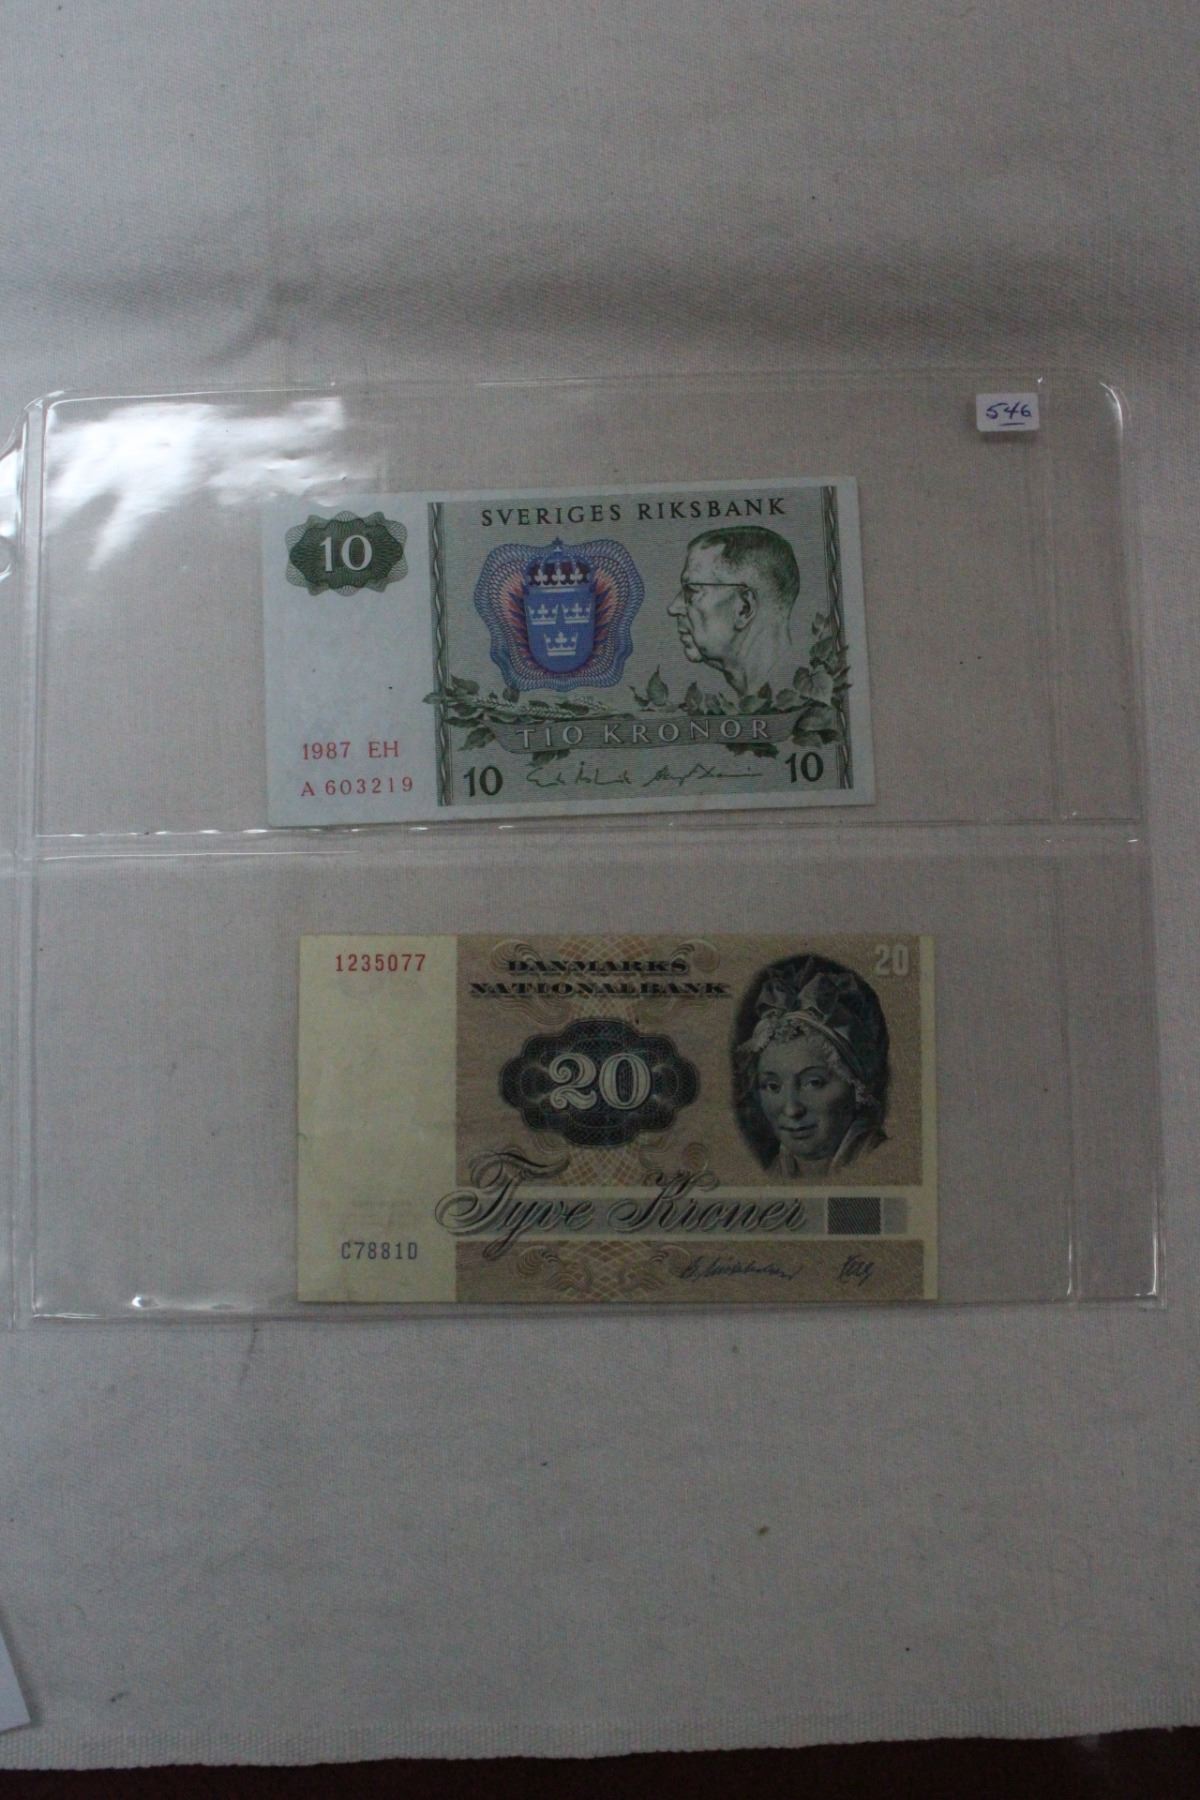 546
SVERIGES RIKSBANK
10
TIO KRONOR
1987 EH
A 603219
10
10
1235077
DANMARKS
NATIONALBANK
20
20
Tyve Kroner
C7881D